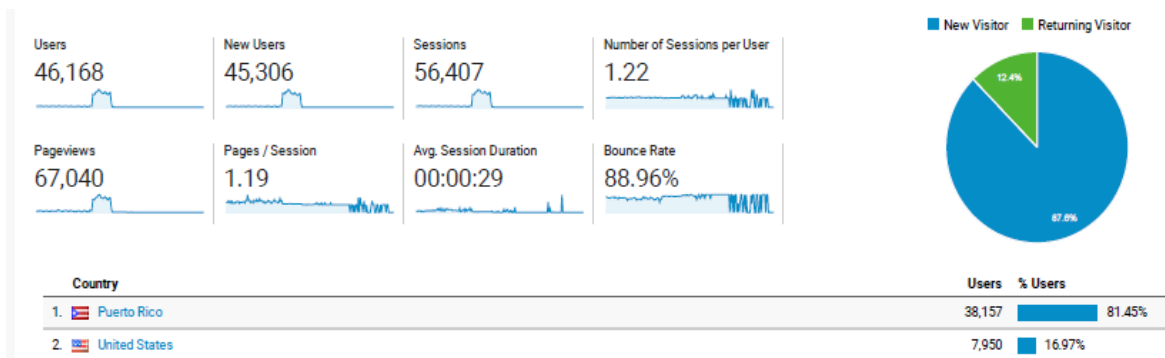 New Visitor Returning Visitor
Users New Users Sessions Number of Sessions per User
46,168 45,306 56,407 1.22
12.4%
Pageviews Pages / Session Avg. Session Duration Bounce Rate
67,040 1.19 00:00:29 88.96%
87.6%
Country Users % Users
1. Puerto Rico 38,157 81.45%
2. United States 7,950 16.97%